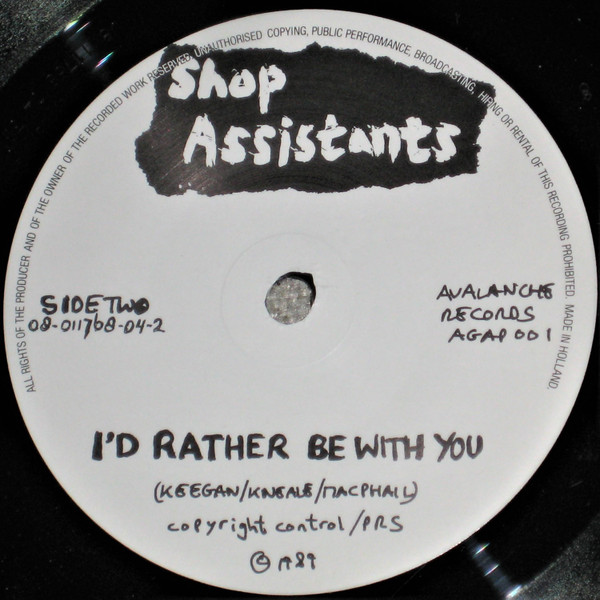 ALL RIGHTS OF THE PRODUCER AND OF THE OWNER OF THE RECORDED WORK RESERVED. UNAUTHORISED COPYING, PUBLIC PERFORMANCE, BROADCASTING, HIRING OR RENTAL OF THIS RECORDING PROHIBITED. MADE IN HOLLAND.
Shop
Assistants
SIDE TWO
08-011768-04-2
AVALANCHE
RECORDS
AGAP 001
I'D RATHER BE WITH YOU
(KEEGAN/KNEALE/MACPHAIL)
copyright control/PRS
© 1989